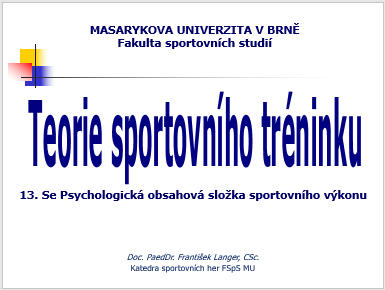 MASARYKOVA UNIVERZITA V BRNĚ
Fakulta sportovních studií
Teorie sportovního tréninku
13. Se Psychologická obsahová složka sportovního výkonu
Doc. PaedDr. František Langer, CSc.
Katedra sportovních her FSpS MU